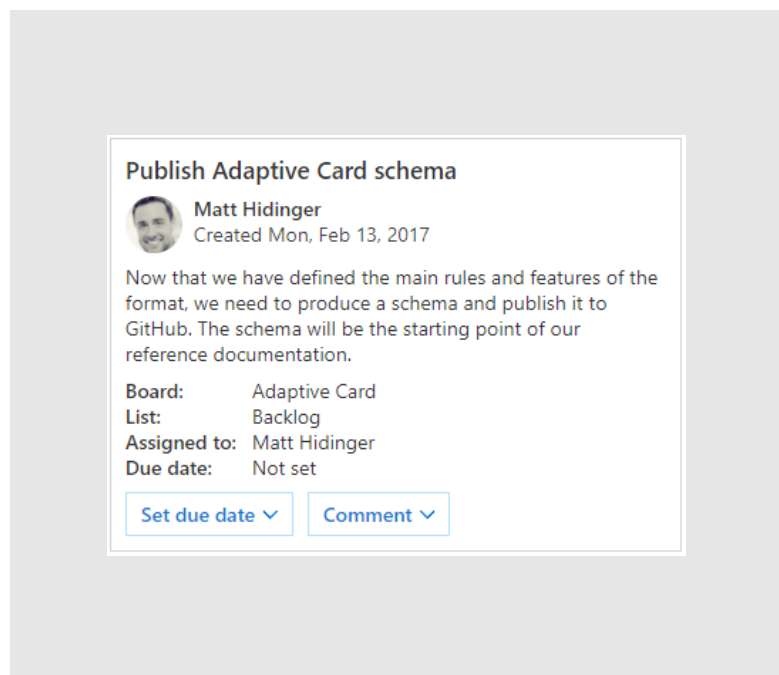 Publish Adaptive Card schema
Matt Hidinger
Created Mon, Feb 13, 2017
Now that we have defined the main rules and features of the
format, we need to produce a schema and publish it to
GitHub. The schema will be the starting point of our
reference documentation.
Board: Adaptive Card
List: Backlog
Assigned to: Matt Hidinger
Due date: Not set
Set due date Comment